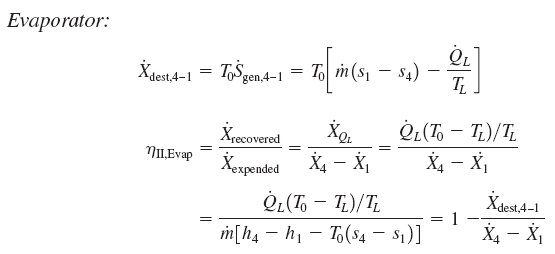 Evaporator:
Ẋdest,4–1 = T0Ṡgen,4–1 = T0[ṁ(s1 − s4) − Q̇L/TL]
ηII,Evap = Ẋrecovered/Ẋexpended = ẊQ̇L/(Ẋ4 − Ẋ1) = Q̇L(T0 − TL)/TL/(Ẋ4 − Ẋ1)
= Q̇L(T0 − TL)/TL/ṁ[h4 − h1 − T0(s4 − s1)] = 1 − Ẋdest,4–1/(Ẋ4 − Ẋ1)